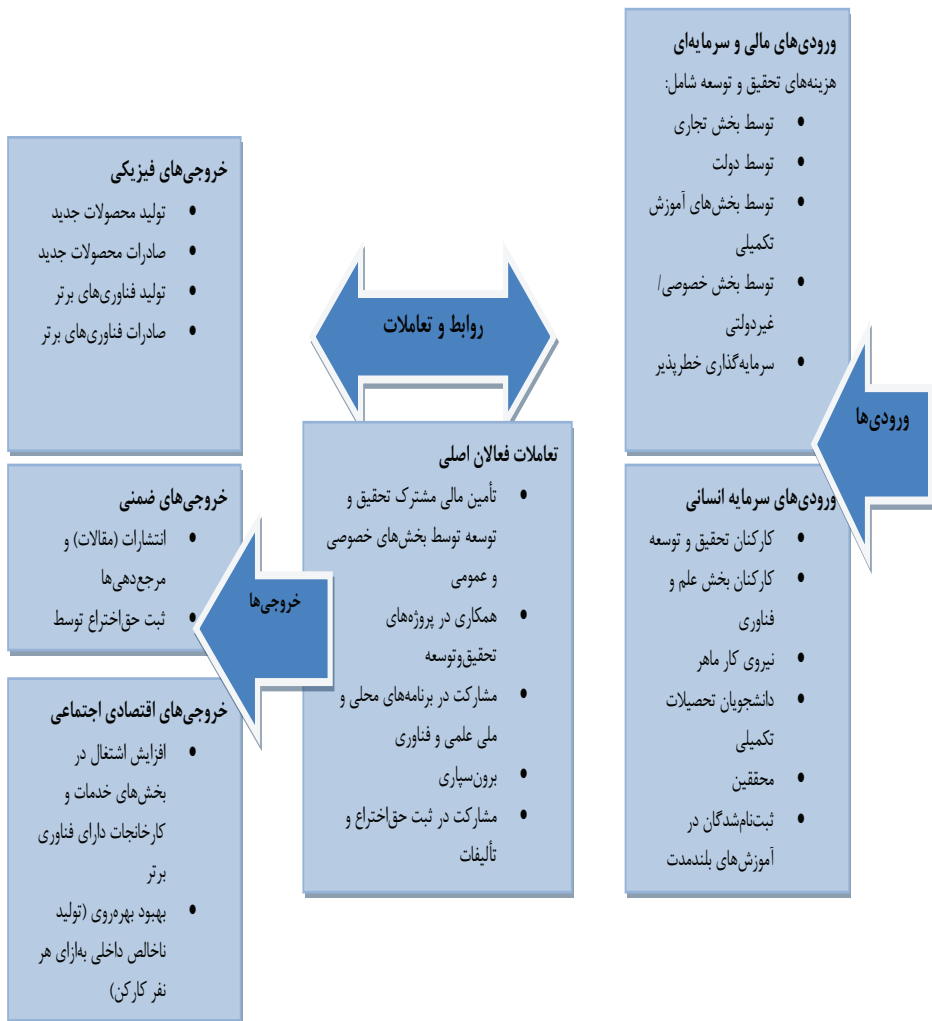 ورودی‌های مالی و سرمایه‌ای
هزینه‌های تحقیق و توسعه شامل:
• توسط بخش تجاری
• توسط دولت
• توسط بخش‌های آموزش
تکمیلی
• توسط بخش خصوصی/
غیردولتی
• سرمایه‌گذاری خطرپذیر
ورودی‌ها
ورودی‌های سرمایه انسانی
• کارکنان تحقیق و توسعه
• کارکنان بخش علم و
فناوری
• نیروی کار ماهر
• دانشجویان تحصیلات
تکمیلی
• محققین
• ثبت‌نام‌شدگان در
آموزش‌های بلندمدت
روابط و تعاملات
تعاملات فعالان اصلی
• تأمین مالی مشترک تحقیق و
توسعه توسط بخش‌های خصوصی
و عمومی
• همکاری در پروژه‌های
تحقیق‌وتوسعه
• مشارکت در برنامه‌های محلی و
ملی علمی و فناوری
• برون‌سپاری
• مشارکت در ثبت حق‌اختراع و
تألیفات
خروجی‌ها
خروجی‌های فیزیکی
• تولید محصولات جدید
• صادرات محصولات جدید
• تولید فناوری‌های برتر
• صادرات فناوری‌های برتر
خروجی‌های ضمنی
• انتشارات (مقالات) و
مرجع‌دهی‌ها
• ثبت حق‌اختراع توسط
خروجی‌های اقتصادی اجتماعی
• افزایش اشتغال در
بخش‌های خدمات و
کارخانجات دارای فناوری
برتر
• بهبود بهره‌روی (تولید
ناخالص داخلی به‌ازای هر
نفر کارکن)